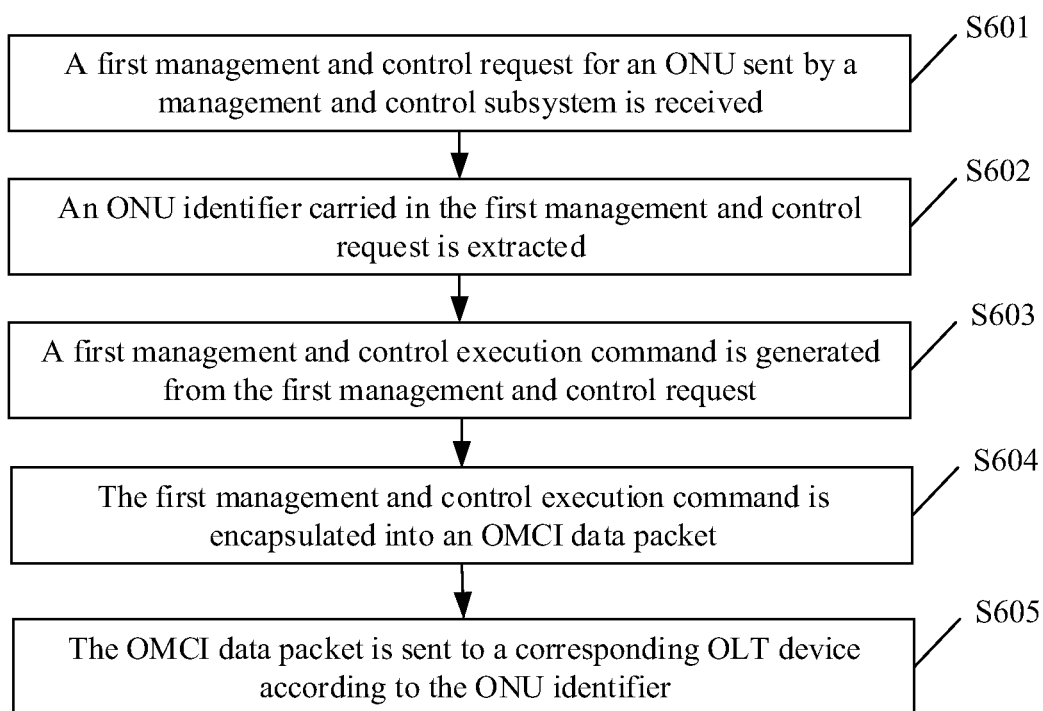 S601
A first management and control request for an ONU sent by a
management and control subsystem is received
S602
An ONU identifier carried in the first management and control
request is extracted
S603
A first management and control execution command is generated
from the first management and control request
S604
The first management and control execution command is
encapsulated into an OMCI data packet
S605
The OMCI data packet is sent to a corresponding OLT device
according to the ONU identifier